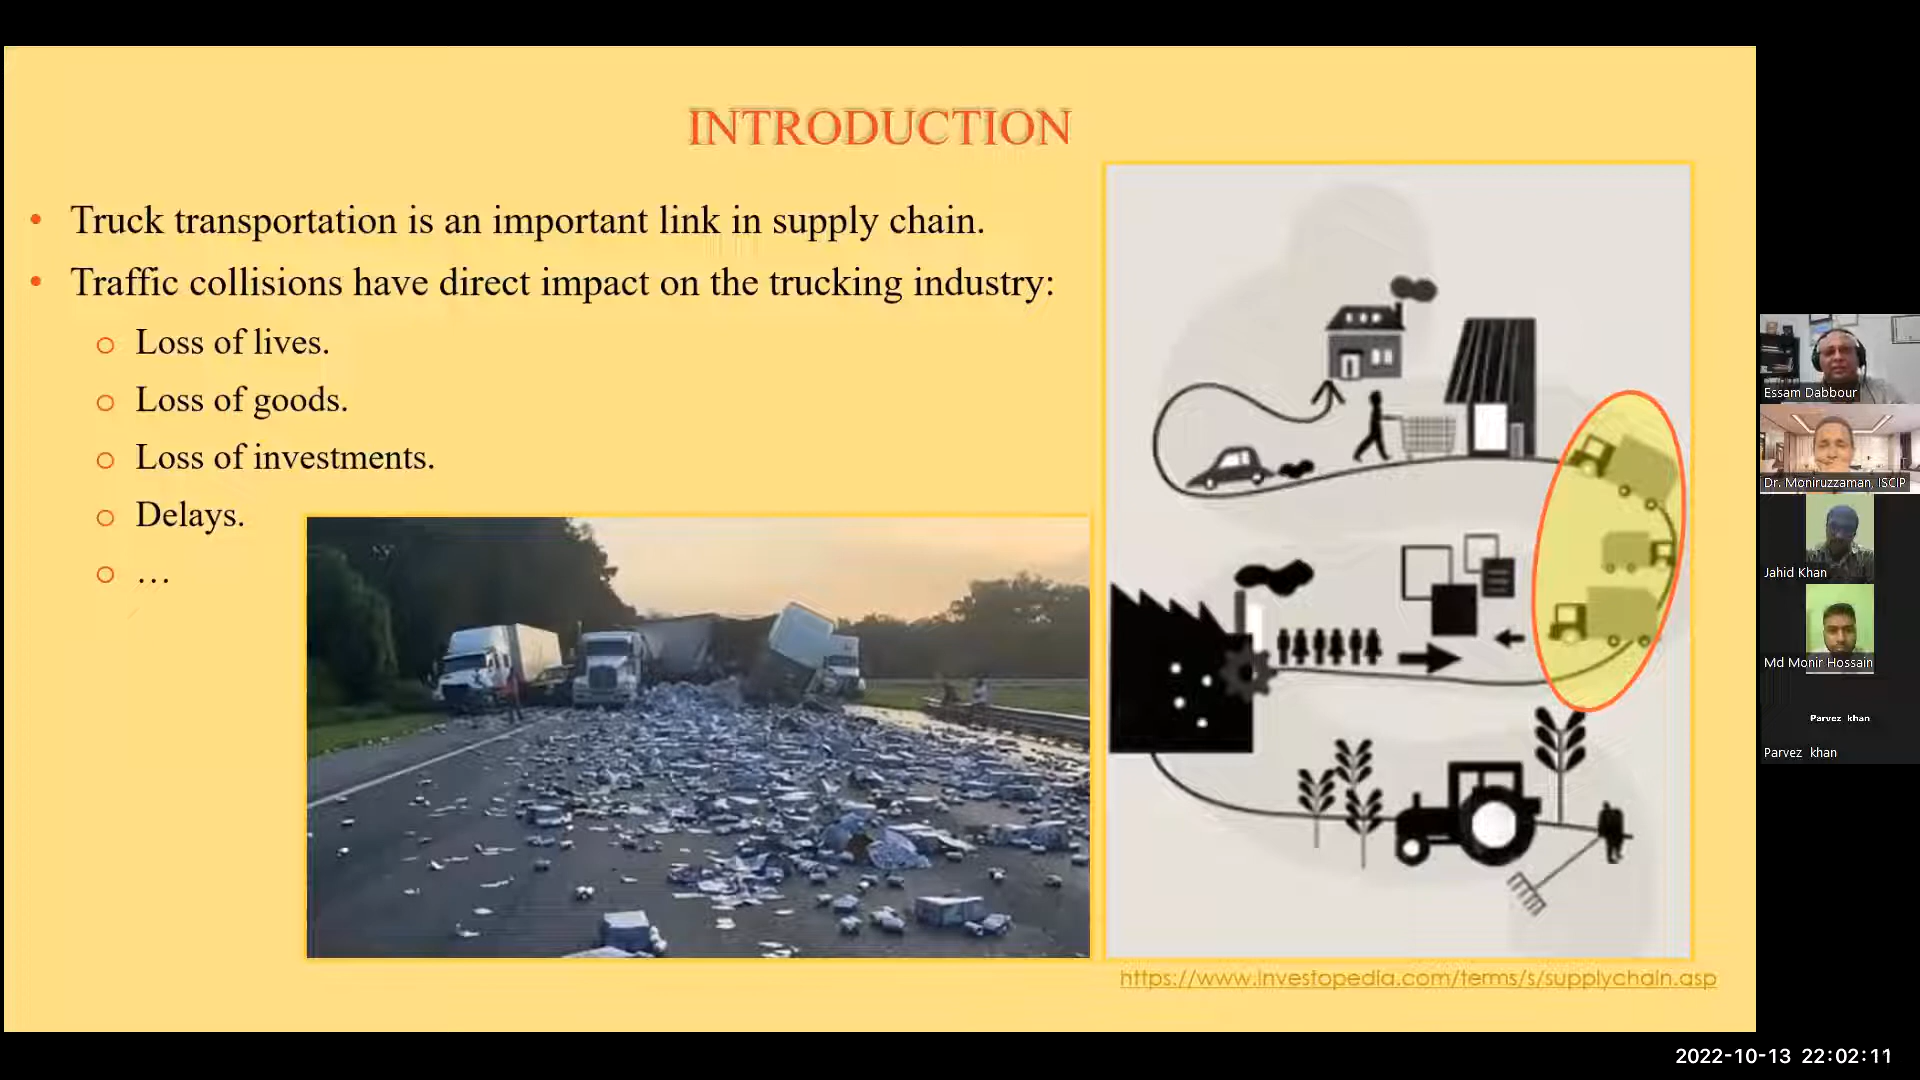 INTRODUCTION
• Truck transportation is an important link in supply chain.
• Traffic collisions have direct impact on the trucking industry:
o Loss of lives.
o Loss of goods.
o Loss of investments.
o Delays.
o …
https://www.investopedia.com/terms/s/supplychain.asp
Essam Dabbour
Dr. Moniruzzaman, ISCIP
Jahid Khan
Md Monir Hossain
Parvez khan
Parvez khan
2022-10-13 22:02:11